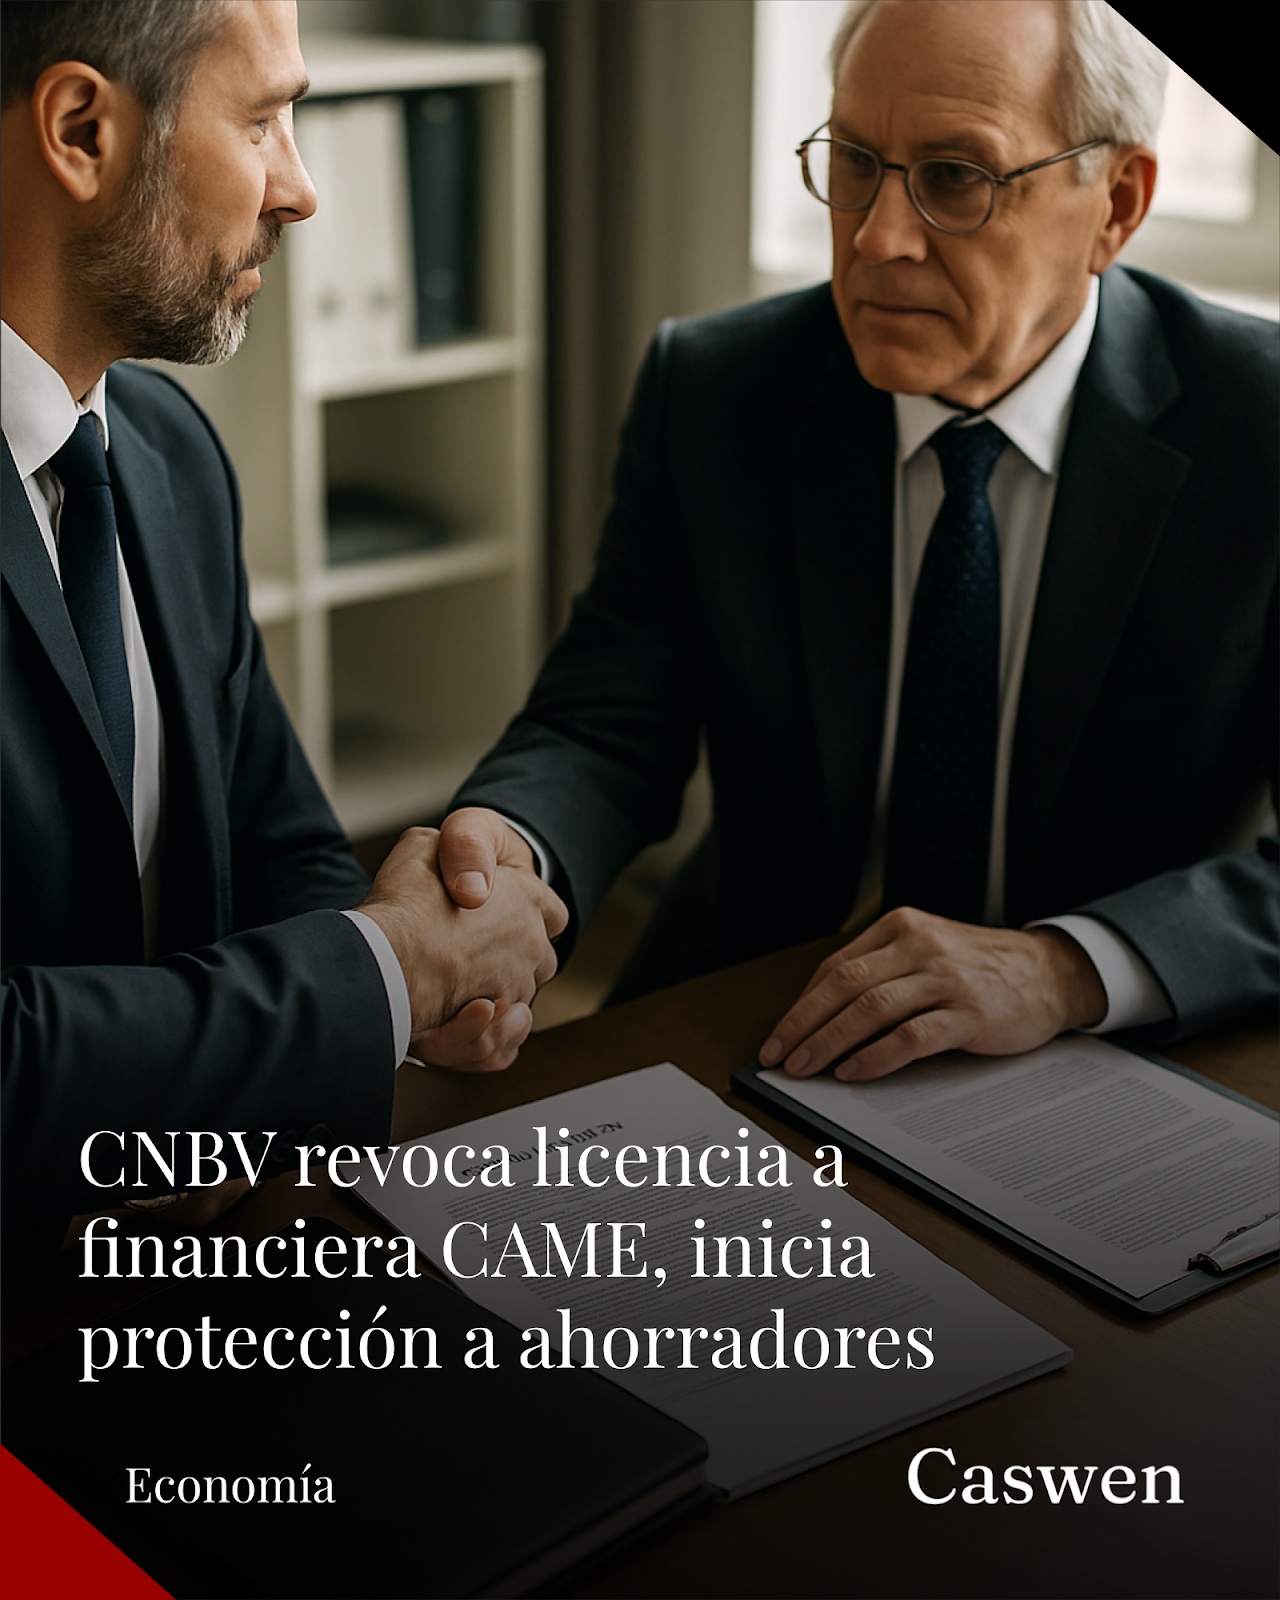 CNBV revoca licencia a
financiera CAME, inicia
protección a ahorradores
Economía
Caswen